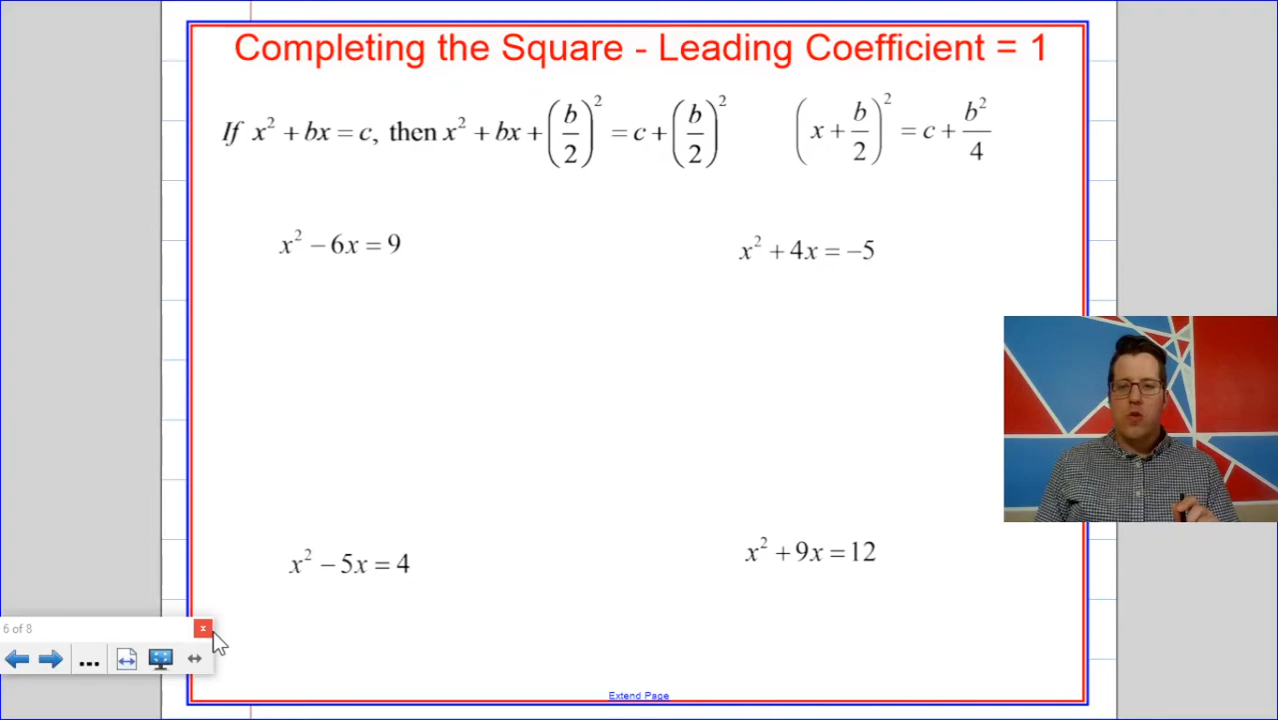 Completing the Square - Leading Coefficient = 1
If x² + bx = c, then x² + bx + (b/2)² = c + (b/2)²
(x + b/2)² = c + b²/4
x² − 6x = 9
x² + 4x = −5
x² − 5x = 4
x² + 9x = 12
6 of 8
x
...
Extend Page